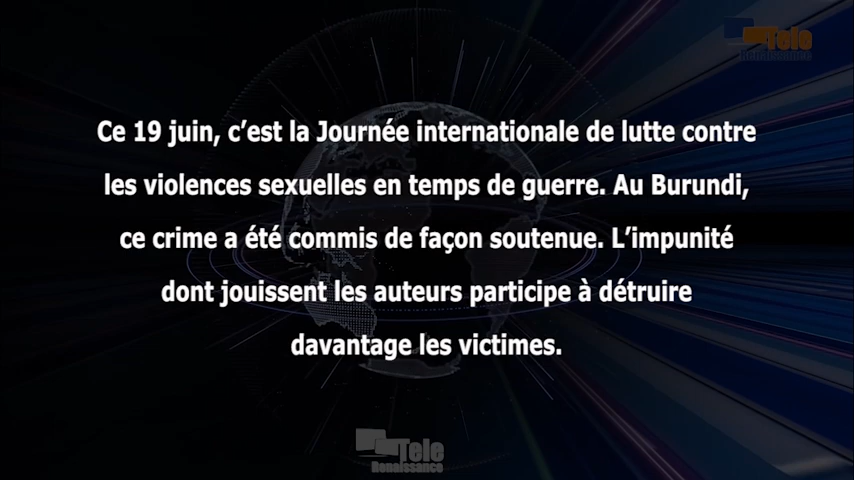 Tele
Renaissance
Ce 19 juin, c’est la Journée internationale de lutte contre
les violences sexuelles en temps de guerre. Au Burundi,
ce crime a été commis de façon soutenue. L’impunité
dont jouissent les auteurs participe à détruire
davantage les victimes.
Tele
Renaissance